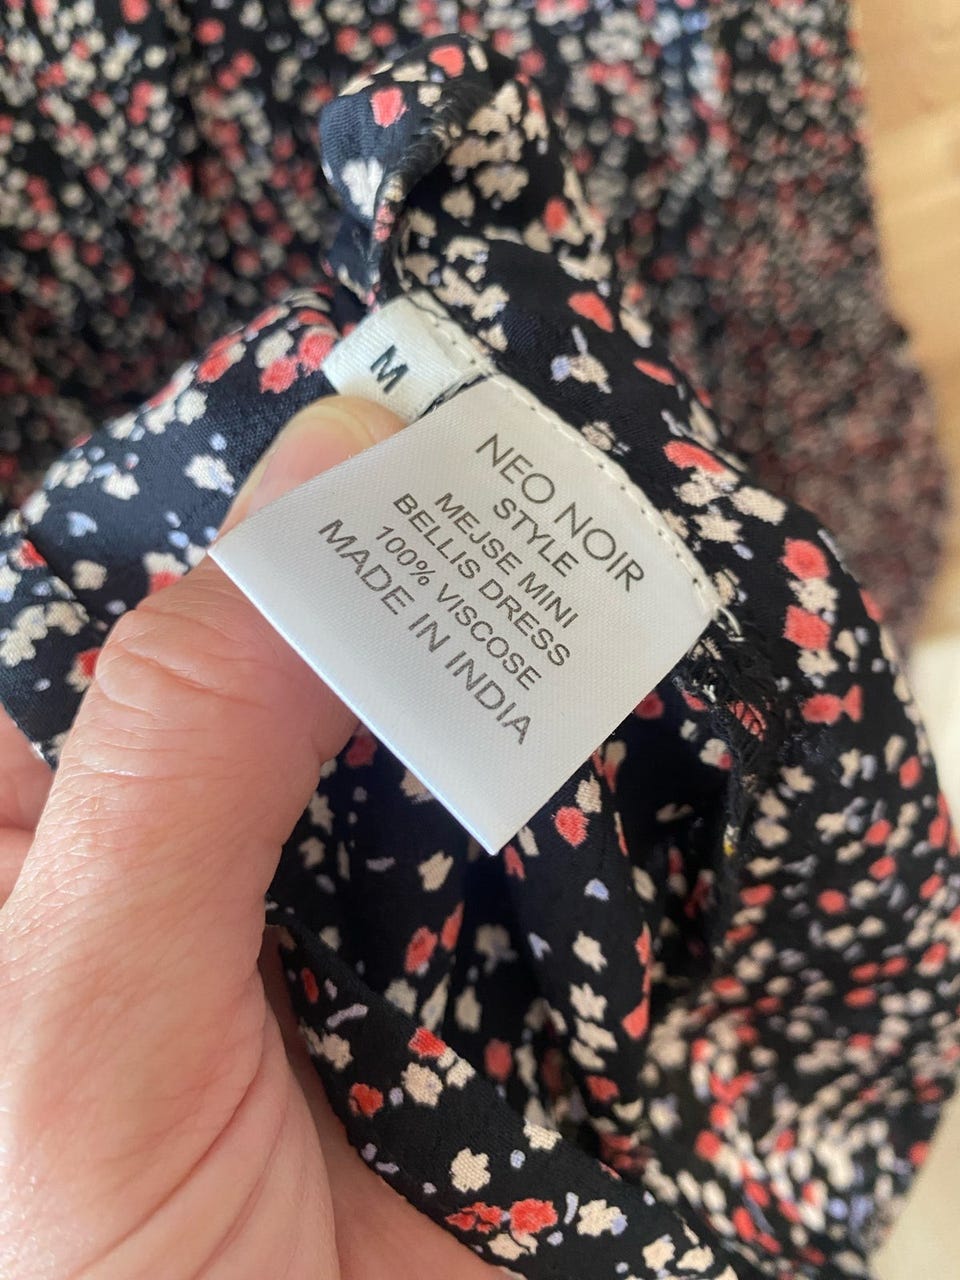 M
NEO NOIR
STYLE
MEJSE MINI
BELLIS DRESS
100% VISCOSE
MADE IN INDIA